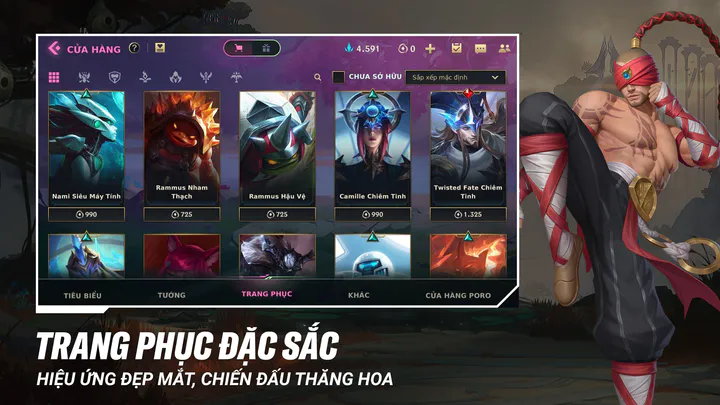 CỬA HÀNG
?
4.591
0
CHƯA SỞ HỮU
Sắp xếp mặc định
Nami Siêu Máy Tính
Rammus Nham
Thạch
Rammus Hậu Vệ
Camille Chiêm Tinh
Twisted Fate Chiêm
Tinh
990
725
725
990
1.325
TIÊU BIỂU
TƯỚNG
TRANG PHỤC
KHÁC
CỬA HÀNG PORO
TRANG PHỤC ĐẶC SẮC
HIỆU ỨNG ĐẸP MẮT, CHIẾN ĐẤU THĂNG HOA